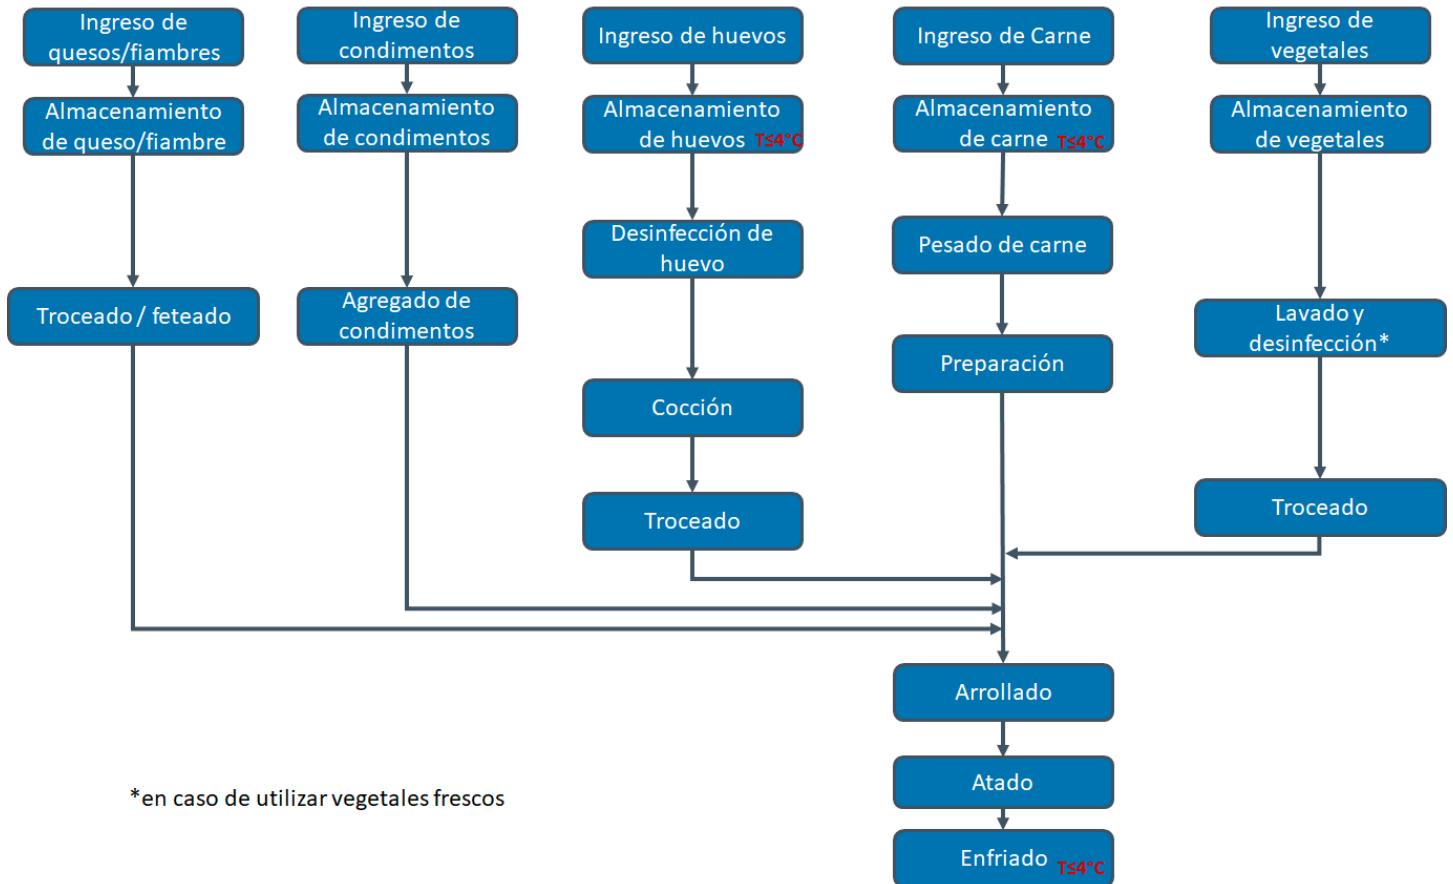 Ingreso de
quesos/fiambres
Ingreso de
condimentos
Ingreso de huevos
Ingreso de Carne
Ingreso de
vegetales
Almacenamiento
de queso/fiambre
Almacenamiento
de condimentos
Almacenamiento
de huevos T≤4°C
Almacenamiento
de carne T≤4°C
Almacenamiento
de vegetales
Desinfección de
huevo
Pesado de carne
Troceado / feteado
Agregado de
condimentos
Lavado y
desinfección*
Preparación
Cocción
Troceado
Troceado
Arrollado
Atado
*en caso de utilizar vegetales frescos
Enfriado T≤4°C